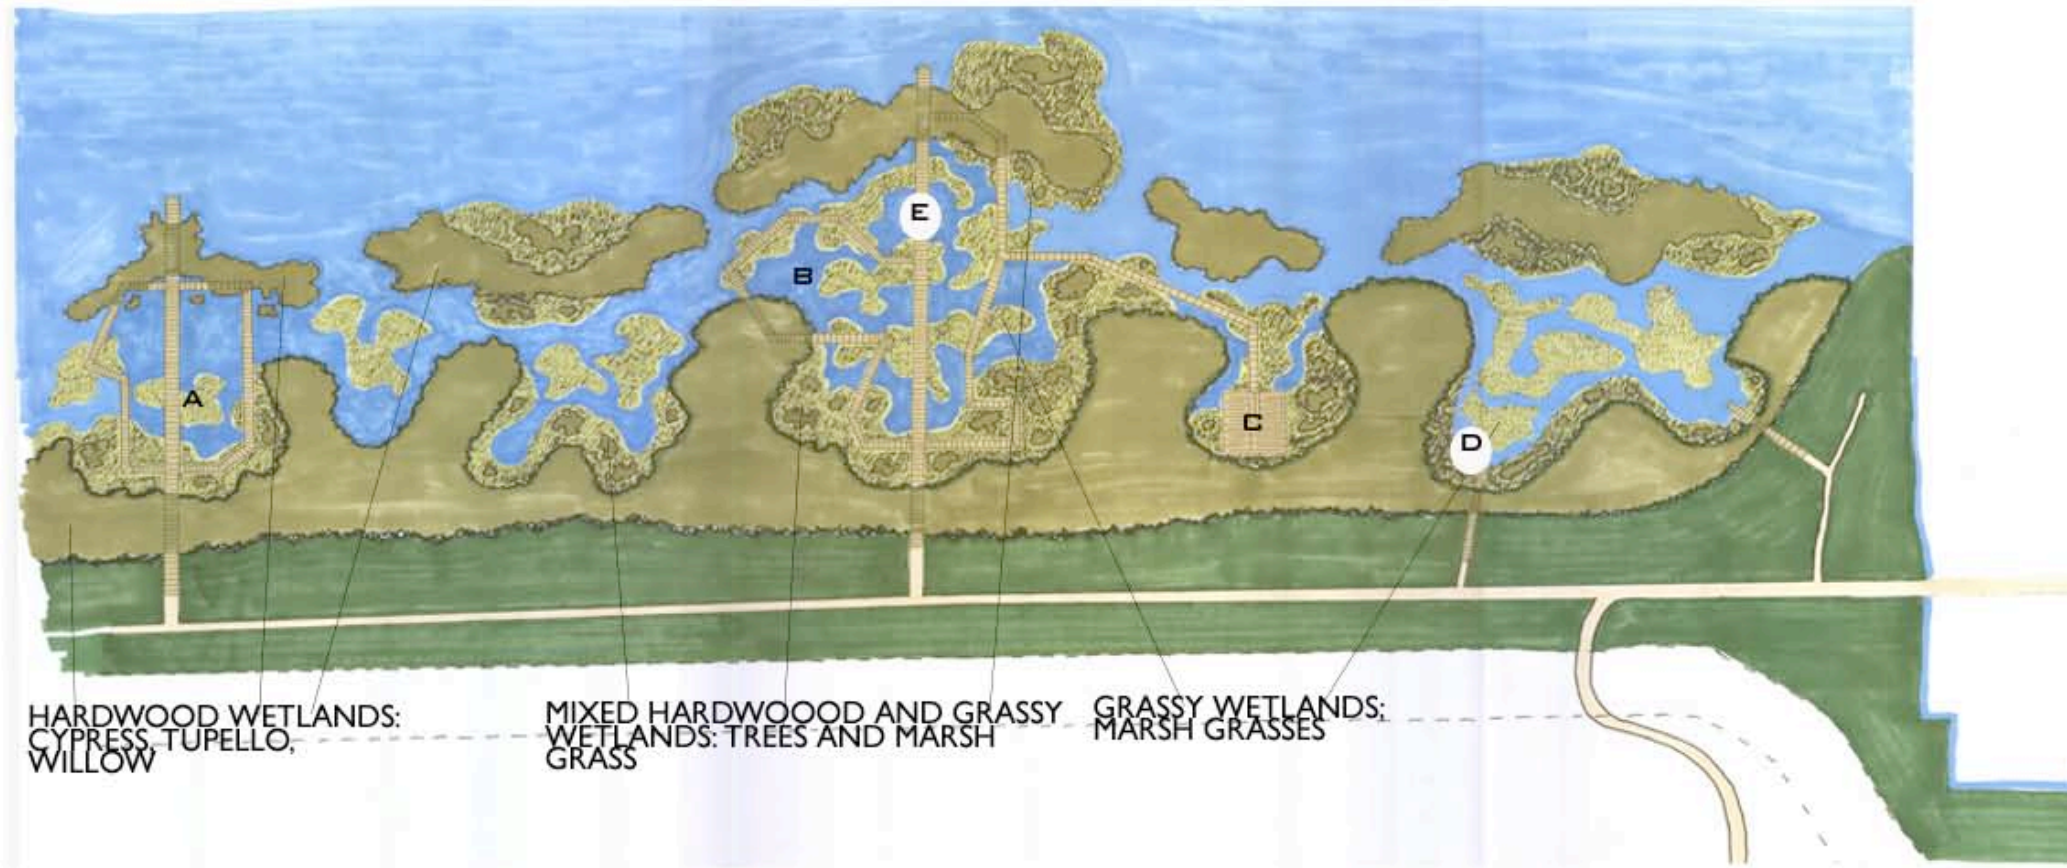 E
B
A
C
D
HARDWOOD WETLANDS:
CYPRESS, TUPELLO,
WILLOW
MIXED HARDWOOOD AND GRASSY
WETLANDS: TREES AND MARSH
GRASS
GRASSY WETLANDS;
MARSH GRASSES